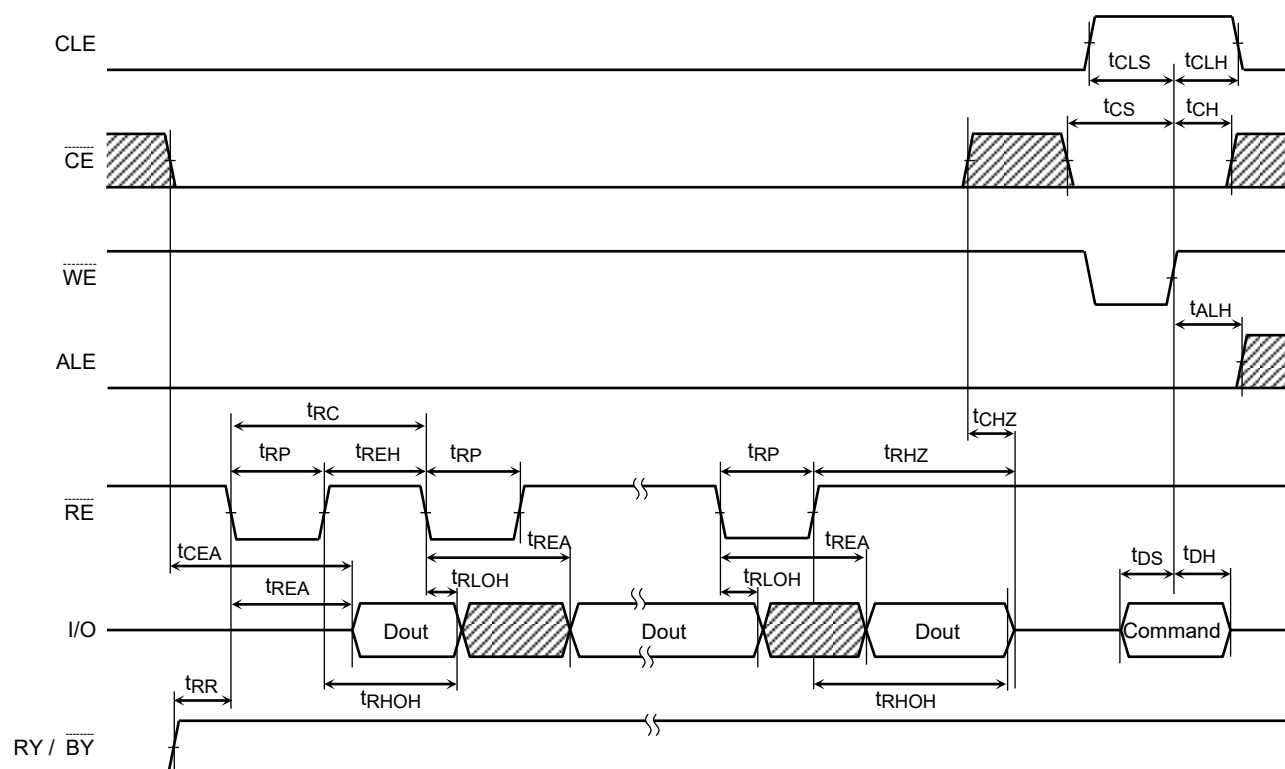 CLE
tCLS tCLH
tCS tCH
CE
WE
tALH
ALE
tRC
tCHZ
tRP tREH tRP tRP tRHZ
RE
tCEA tREA tREA
tREA tRLOH tRLOH tDS tDH
I/O Dout Dout Dout Command
tRR tRHOH tRHOH
RY / BY